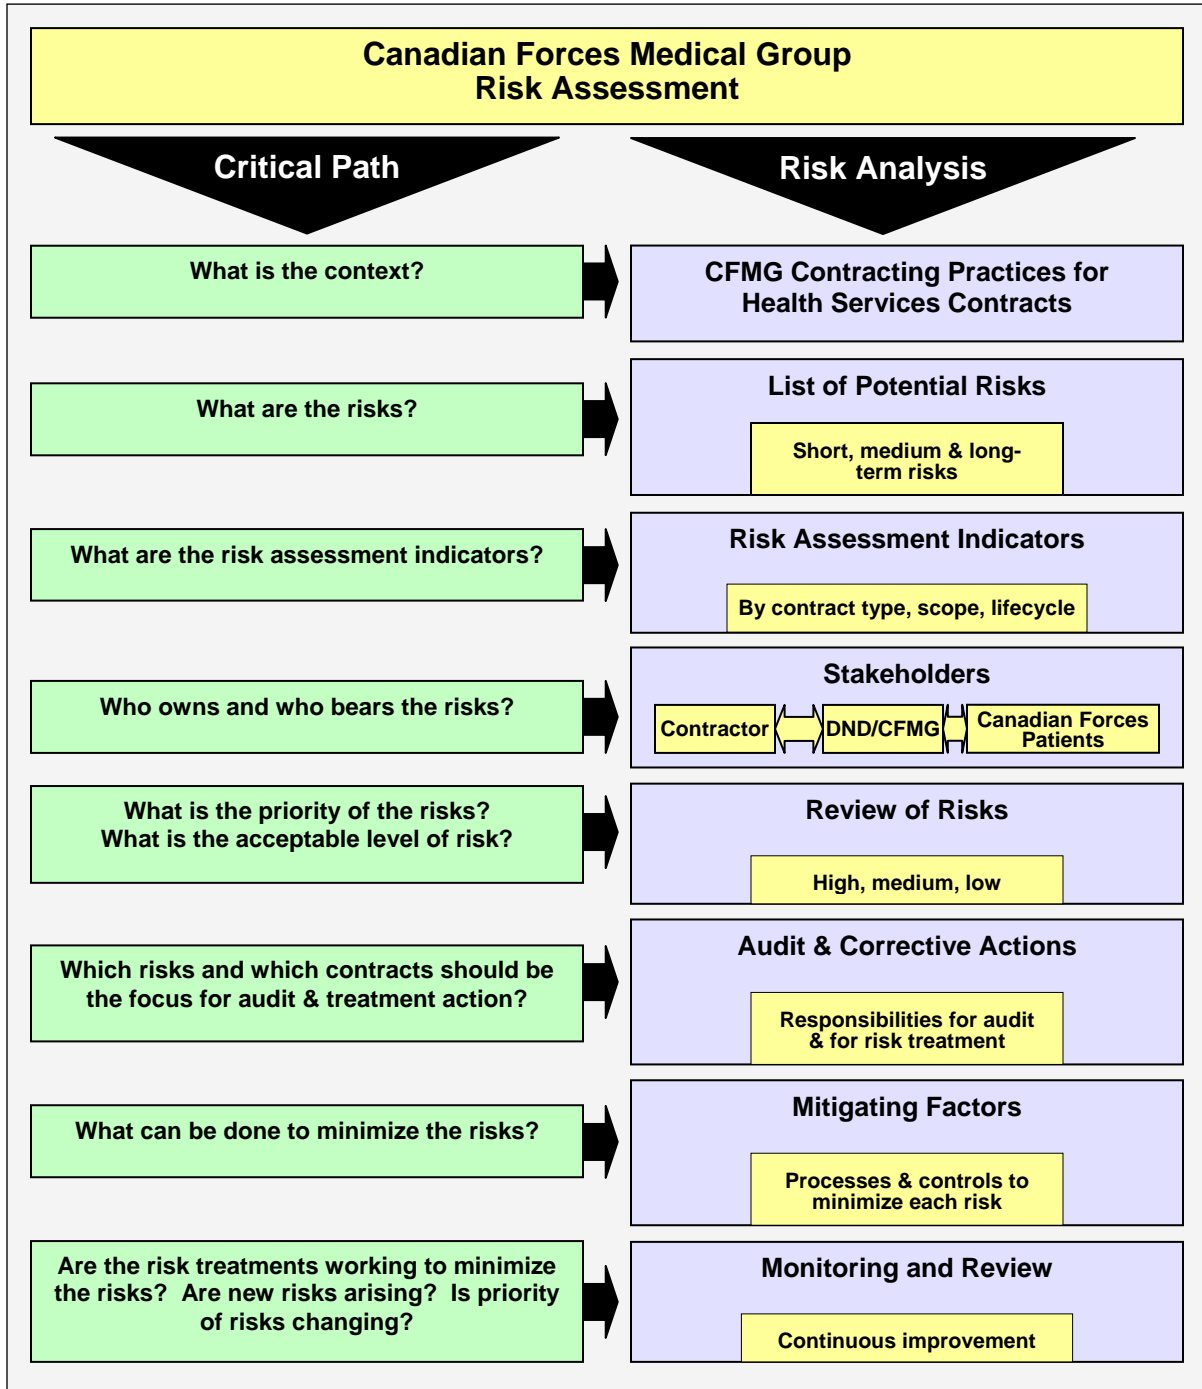 Canadian Forces Medical Group
Risk Assessment
Critical Path
Risk Analysis
What is the context?
CFMG Contracting Practices for
Health Services Contracts
What are the risks?
List of Potential Risks
Short, medium & long-
term risks
What are the risk assessment indicators?
Risk Assessment Indicators
By contract type, scope, lifecycle
Who owns and who bears the risks?
Stakeholders
Contractor
DND/CFMG
Canadian Forces
Patients
What is the priority of the risks?
What is the acceptable level of risk?
Review of Risks
High, medium, low
Which risks and which contracts should be
the focus for audit & treatment action?
Audit & Corrective Actions
Responsibilities for audit
& for risk treatment
What can be done to minimize the risks?
Mitigating Factors
Processes & controls to
minimize each risk
Are the risk treatments working to minimize
the risks?  Are new risks arising?  Is priority
of risks changing?
Monitoring and Review
Continuous improvement